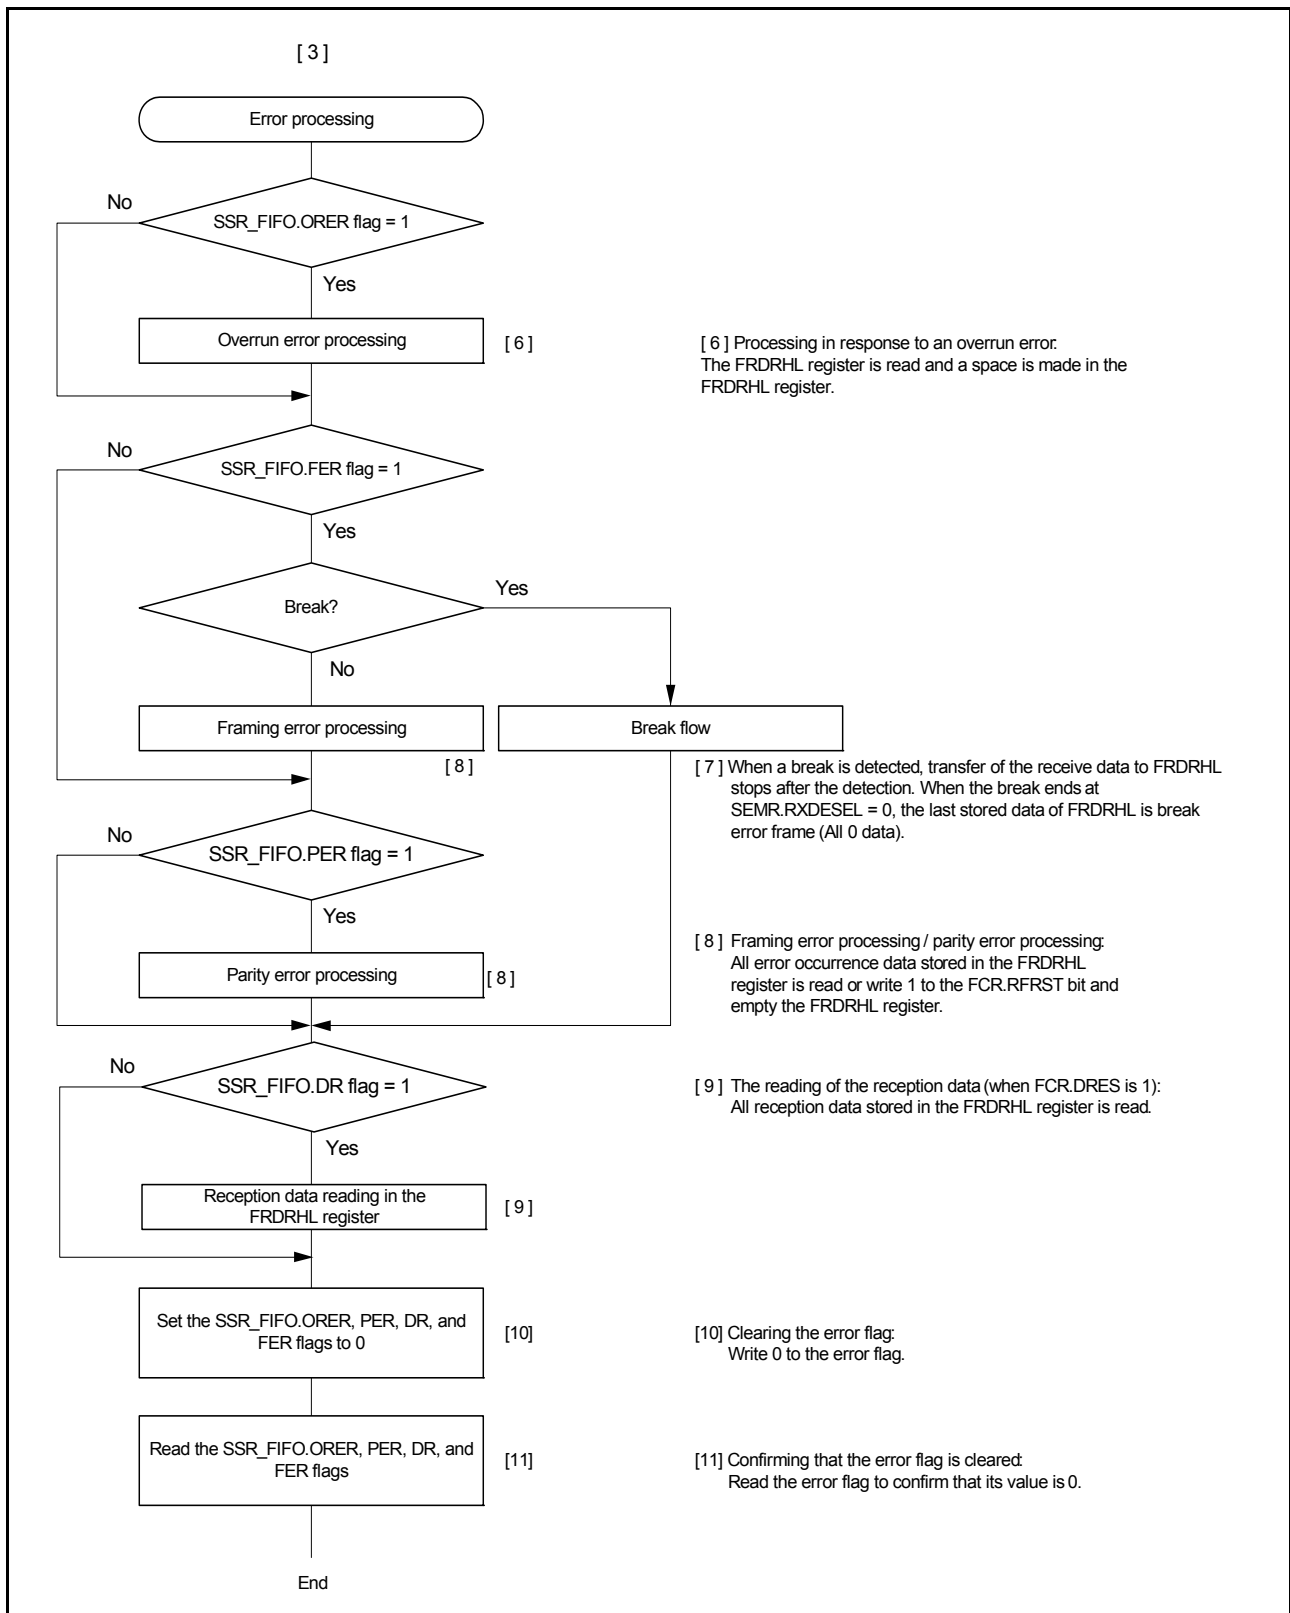 [ 3 ]
Error processing
No
SSR_FIFO.ORER flag = 1
Yes
Overrun error processing
[ 6 ]
[ 6 ] Processing in response to an overrun error:
The FRDRHL register is read and a space is made in the
FRDRHL register.
No
SSR_FIFO.FER flag = 1
Yes
Break?
Yes
No
Framing error processing
Break flow
[ 8 ]
[ 7 ] When a break is detected, transfer of the receive data to FRDRHL
stops after the detection. When the break ends at
SEMR.RXDESEL = 0, the last stored data of FRDRHL is break
error frame (All 0 data).
No
SSR_FIFO.PER flag = 1
Yes
Parity error processing
[ 8 ]
[ 8 ] Framing error processing / parity error processing:
All error occurrence data stored in the FRDRHL
register is read or write 1 to the FCR.RFRST bit and
empty the FRDRHL register.
No
SSR_FIFO.DR flag = 1
[ 9 ] The reading of the reception data (when FCR.DRES is 1):
All reception data stored in the FRDRHL register is read.
Yes
Reception data reading in the
FRDRHL register
[ 9 ]
Set the SSR_FIFO.ORER, PER, DR, and
FER flags to 0
[10]
[10] Clearing the error flag:
Write 0 to the error flag.
Read the SSR_FIFO.ORER, PER, DR, and
FER flags
[11]
[11] Confirming that the error flag is cleared:
Read the error flag to confirm that its value is 0.
End